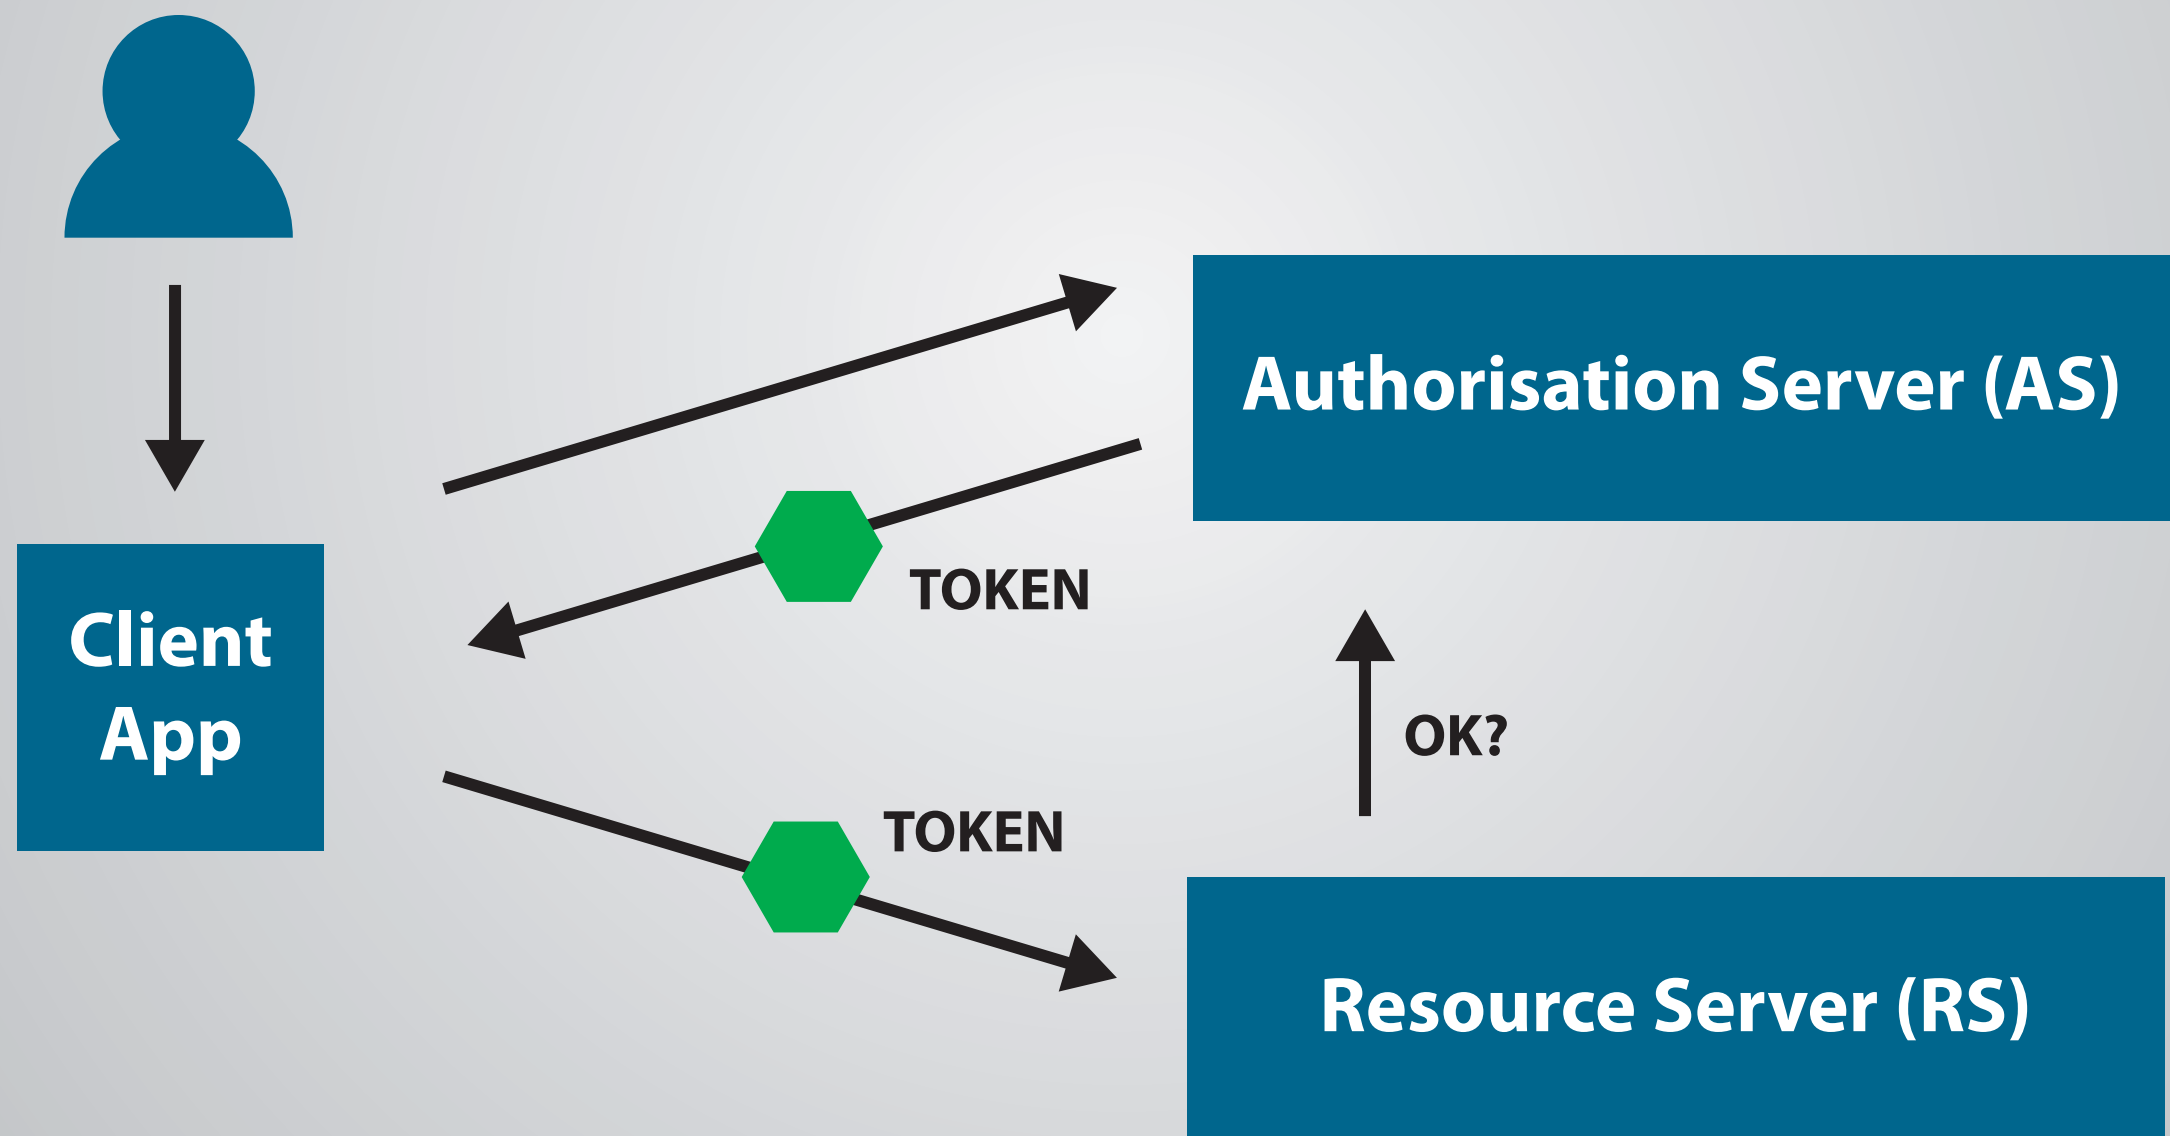 Authorisation Server (AS)
TOKEN
Client
App
OK?
TOKEN
Resource Server (RS)